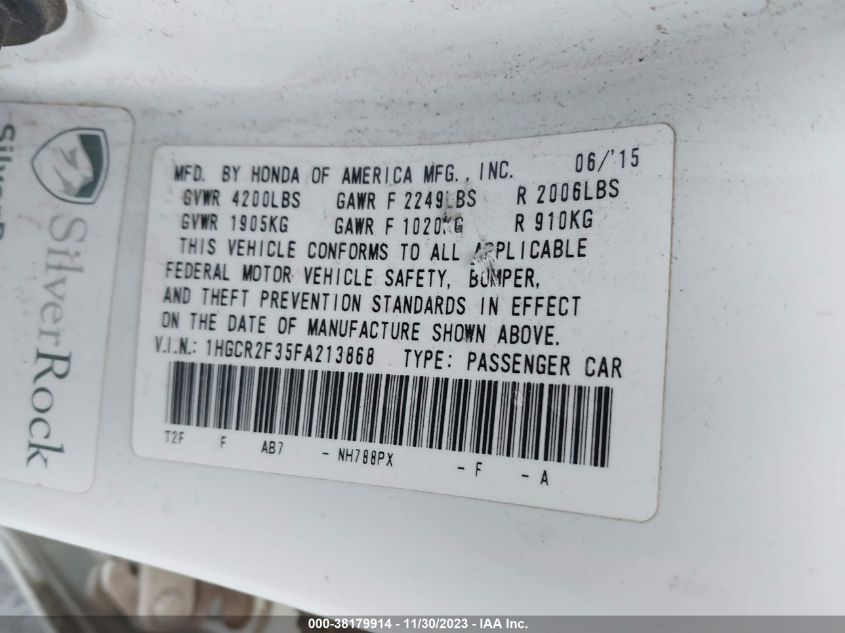 SilverRock
MFD. BY HONDA OF AMERICA MFG., INC. 06/'15
GVWR 4200LBS GAWR F 2249LBS R 2006LBS
GVWR 1905KG GAWR F 1020KG R 910KG
THIS VEHICLE CONFORMS TO ALL APPLICABLE
FEDERAL MOTOR VEHICLE SAFETY, BUMPER,
AND THEFT PREVENTION STANDARDS IN EFFECT
ON THE DATE OF MANUFACTURE SHOWN ABOVE.
V.I.N.: 1HGCR2F35FA213868 TYPE: PASSENGER CAR
T2F F AB7 - NH788PX - F - A
000-38179914 - 11/30/2023 - IAA Inc.